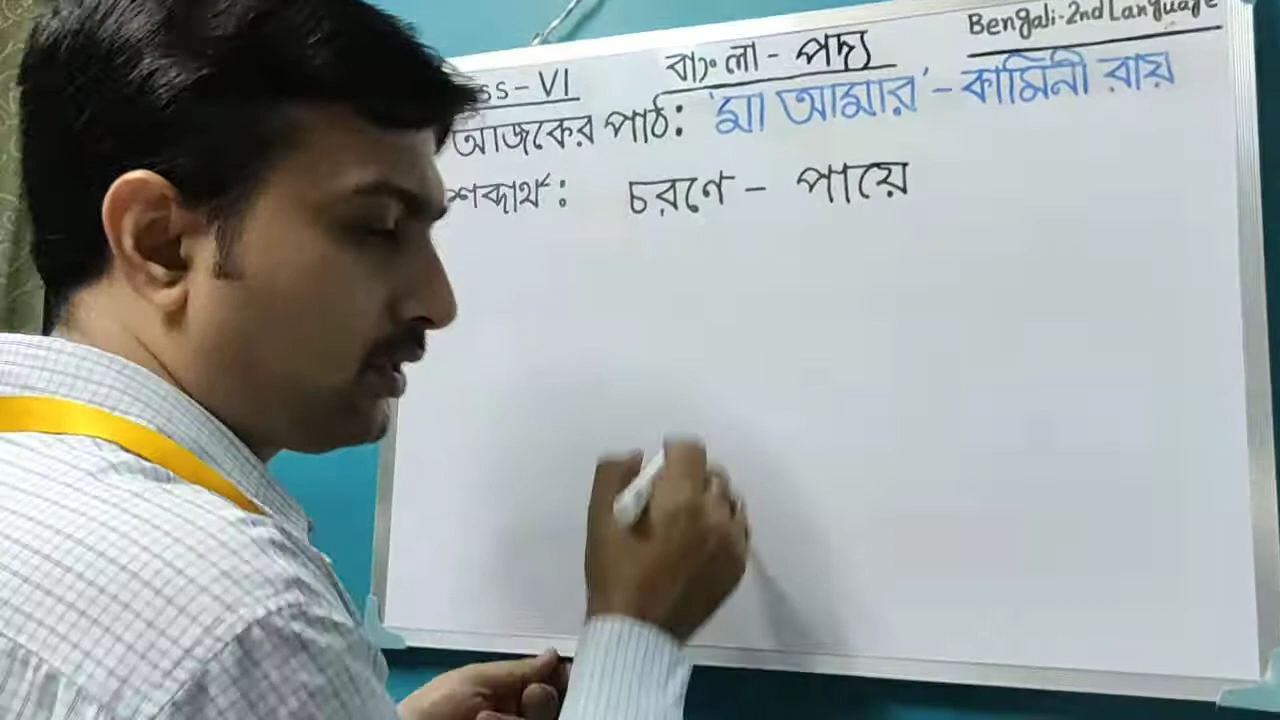 ss-VI বাংলা - পদ্য Bengali-2nd Language
আজকের পাঠ: 'মা আমার' - কামিনী রায়
শব্দার্থ: চরণে - পায়ে